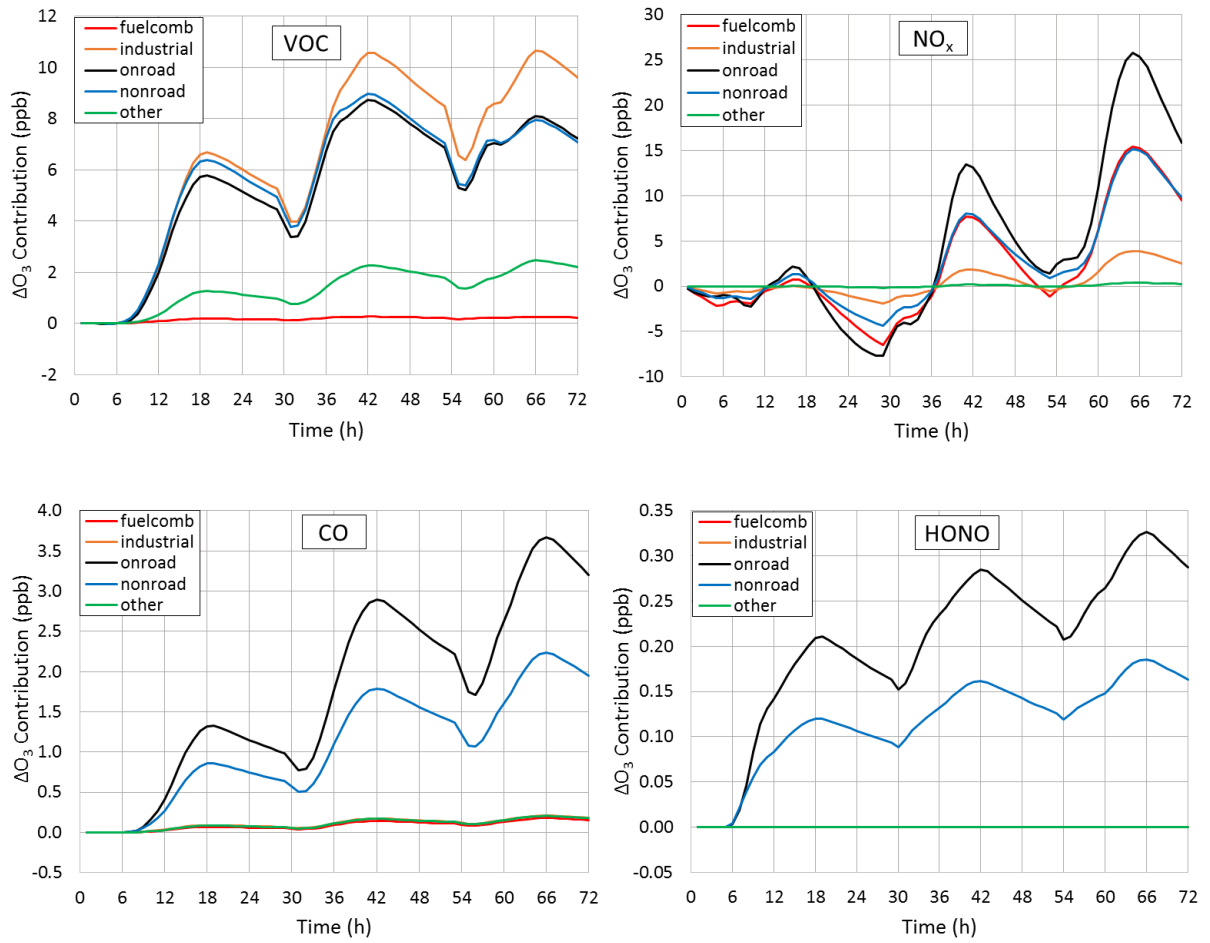 VOC
fuelcomb
industrial
onroad
nonroad
other
ΔO3 Contribution (ppb)
12
10
8
6
4
2
0
-2
0 6 12 18 24 30 36 42 48 54 60 66 72
Time (h)
NOx
fuelcomb
industrial
onroad
nonroad
other
ΔO3 Contribution (ppb)
30
25
20
15
10
5
0
-5
-10
0 6 12 18 24 30 36 42 48 54 60 66 72
Time (h)
CO
fuelcomb
industrial
onroad
nonroad
other
ΔO3 Contribution (ppb)
4.0
3.5
3.0
2.5
2.0
1.5
1.0
0.5
0.0
-0.5
0 6 12 18 24 30 36 42 48 54 60 66 72
Time (h)
HONO
fuelcomb
industrial
onroad
nonroad
other
ΔO3 Contribution (ppb)
0.35
0.30
0.25
0.20
0.15
0.10
0.05
0.00
-0.05
0 6 12 18 24 30 36 42 48 54 60 66 72
Time (h)